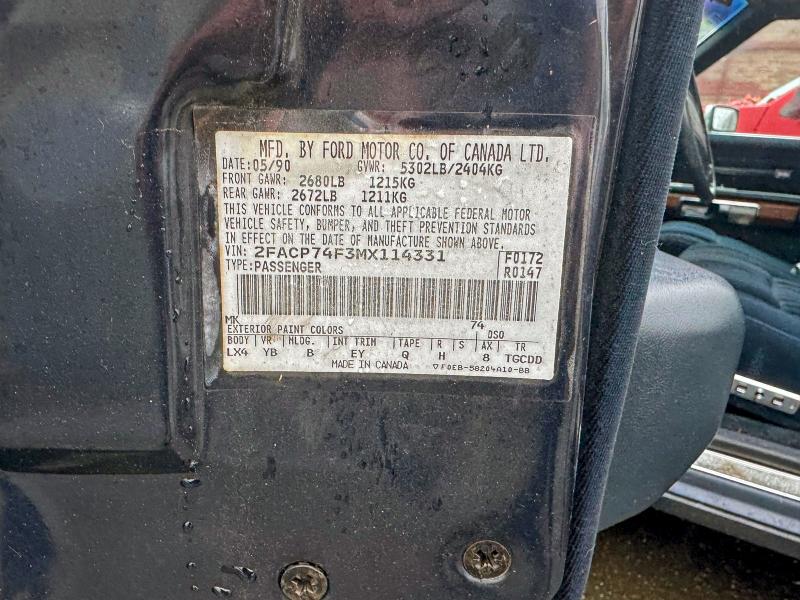 MFD. BY FORD MOTOR CO. OF CANADA LTD.
DATE: 05/90 GVWR: 5302LB/2404KG
FRONT GAWR: 2680LB 1215KG
REAR GAWR: 2672LB 1211KG
THIS VEHICLE CONFORMS TO ALL APPLICABLE FEDERAL MOTOR
VEHICLE SAFETY, BUMPER, AND THEFT PREVENTION STANDARDS
IN EFFECT ON THE DATE OF MANUFACTURE SHOWN ABOVE.
VIN: 2FACP74F3MX114331 F0172
TYPE: PASSENGER R0147
MK 74
EXTERIOR PAINT COLORS DSO
BODY VR MLDG. INT TRIM TAPE R S AX TR
LX4 YB B EY Q H 8 TGCDD
MADE IN CANADA ▽F0EB-58204A10-BB